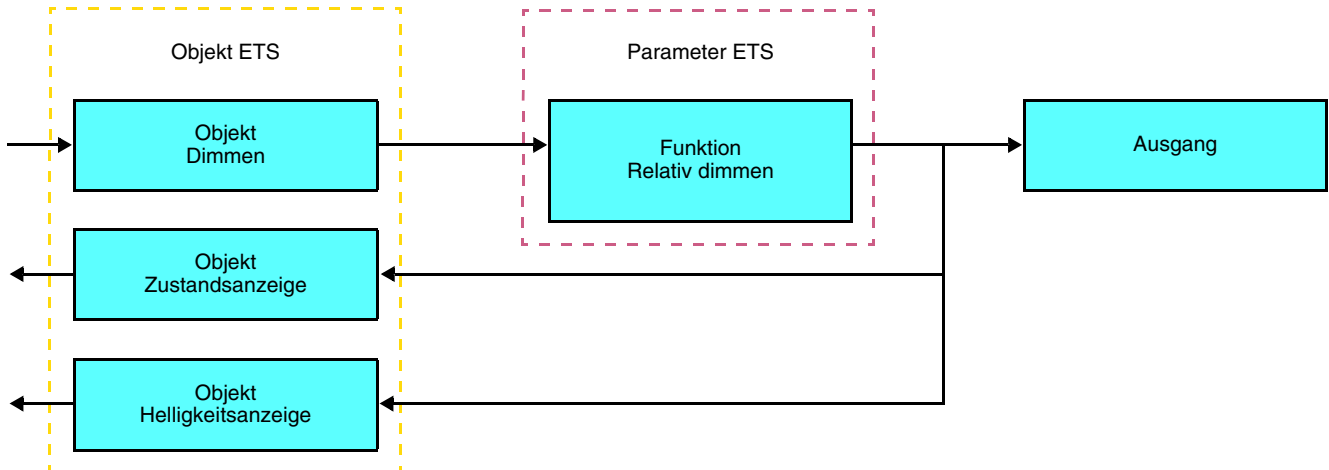 Objekt ETS
Parameter ETS
Objekt
Dimmen
Funktion
Relativ dimmen
Ausgang
Objekt
Zustandsanzeige
Objekt
Helligkeitsanzeige